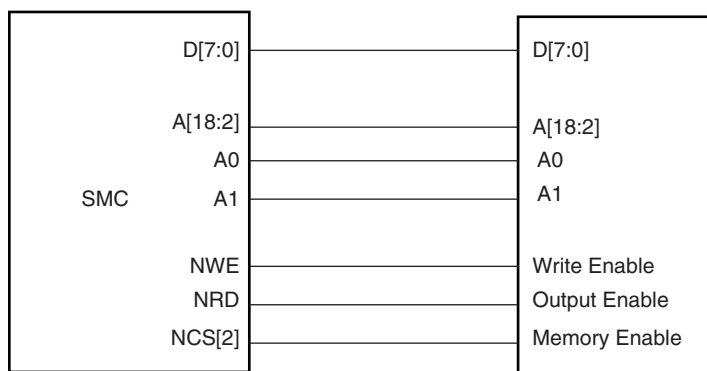 D[7:0] D[7:0]
A[18:2] A[18:2]
A0 A0
SMC A1 A1
NWE Write Enable
NRD Output Enable
NCS[2] Memory Enable